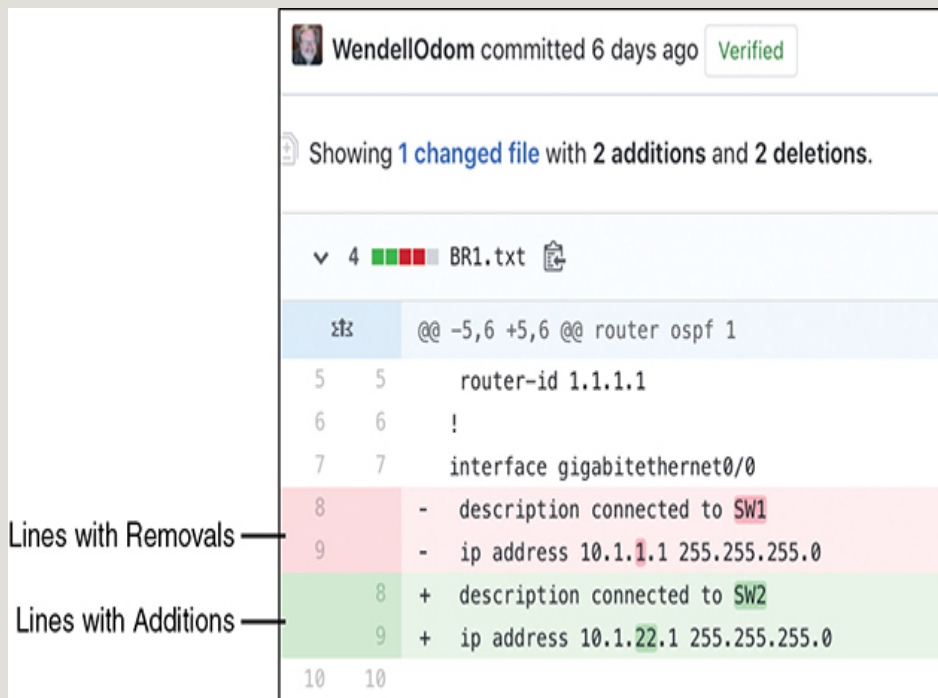 WendellOdom committed 6 days ago Verified
Showing 1 changed file with 2 additions and 2 deletions.
4 BR1.txt
@@ -5,6 +5,6 @@ router ospf 1
5 5 router-id 1.1.1.1
6 6 !
7 7 interface gigabitethernet0/0
8 - description connected to SW1
Lines with Removals
9 - ip address 10.1.1.1 255.255.255.0
8 + description connected to SW2
Lines with Additions
9 + ip address 10.1.22.1 255.255.255.0
10 10